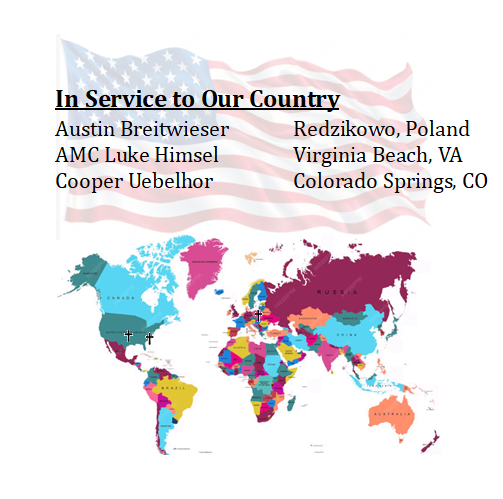 In Service to Our Country
Austin Breitwieser Redzikowo, Poland
AMC Luke Himsel Virginia Beach, VA
Cooper Uebelhor Colorado Springs, CO
RUSSIA
CANADA
CHINA
BRAZIL
AUSTRALIA